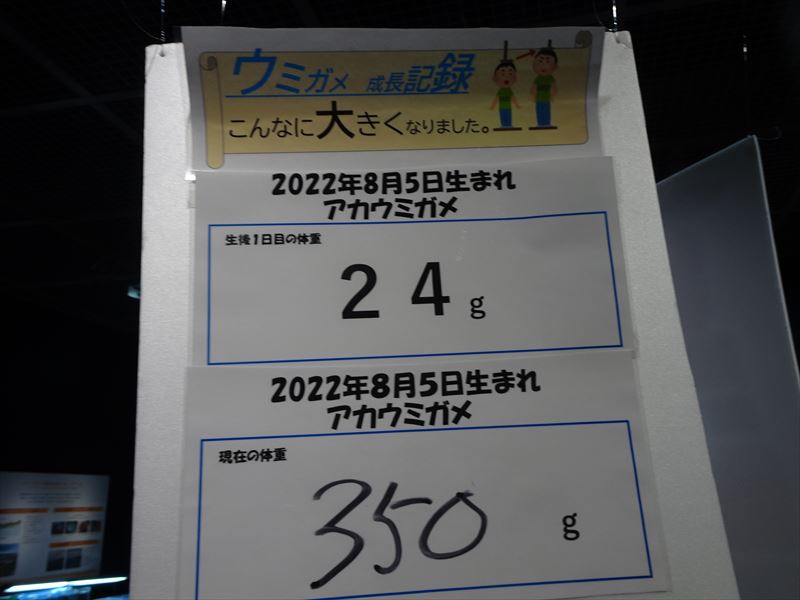 ウミガメ 成長記録
こんなに大きくなりました。
2022年8月5日生まれ
アカウミガメ
生後1日目の体重
24g
2022年8月5日生まれ
アカウミガメ
現在の体重
350 g